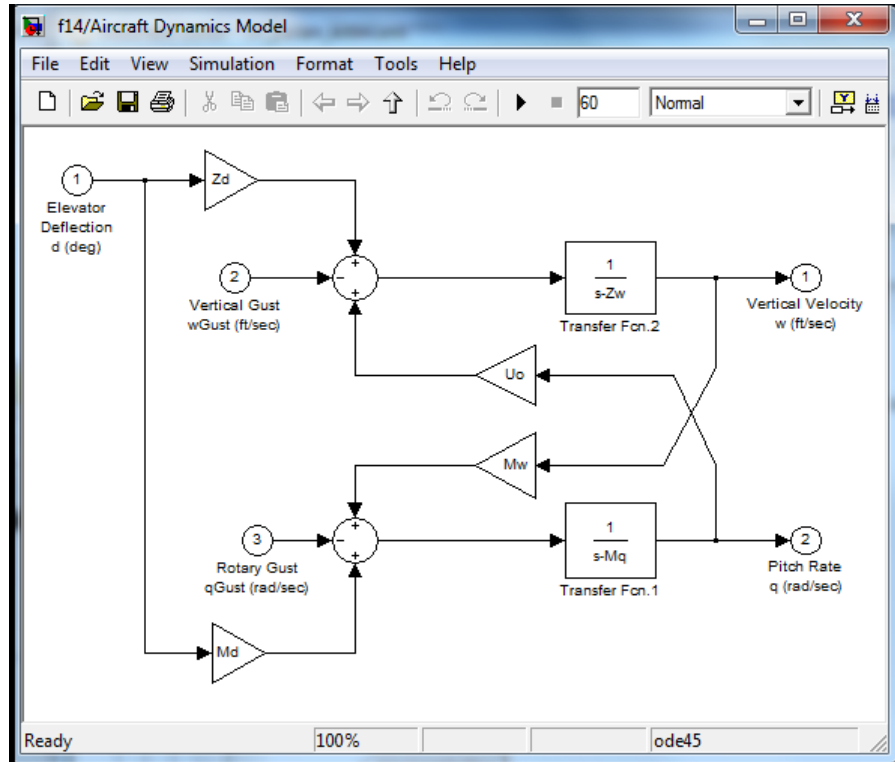 f14/Aircraft Dynamics Model
File Edit View Simulation Format Tools Help
60 Normal
1
Elevator
Deflection
d (deg)
Zd
+
-
+
2
Vertical Gust
wGust (ft/sec)
1
s-Zw
Transfer Fcn.2
1
Vertical Velocity
w (ft/sec)
Uo
Mw
+
-
+
3
Rotary Gust
qGust (rad/sec)
1
s-Mq
Transfer Fcn.1
2
Pitch Rate
q (rad/sec)
Md
Ready 100% ode45